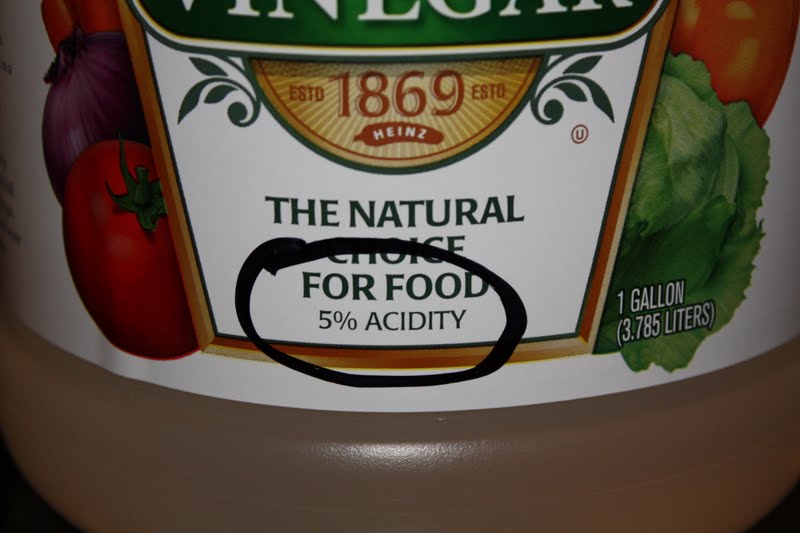 VINEGAR
ESTD 1869 ESTD
HEINZ
U
THE NATURAL
CHOICE
FOR FOOD
5% ACIDITY
1 GALLON
(3.785 LITERS)